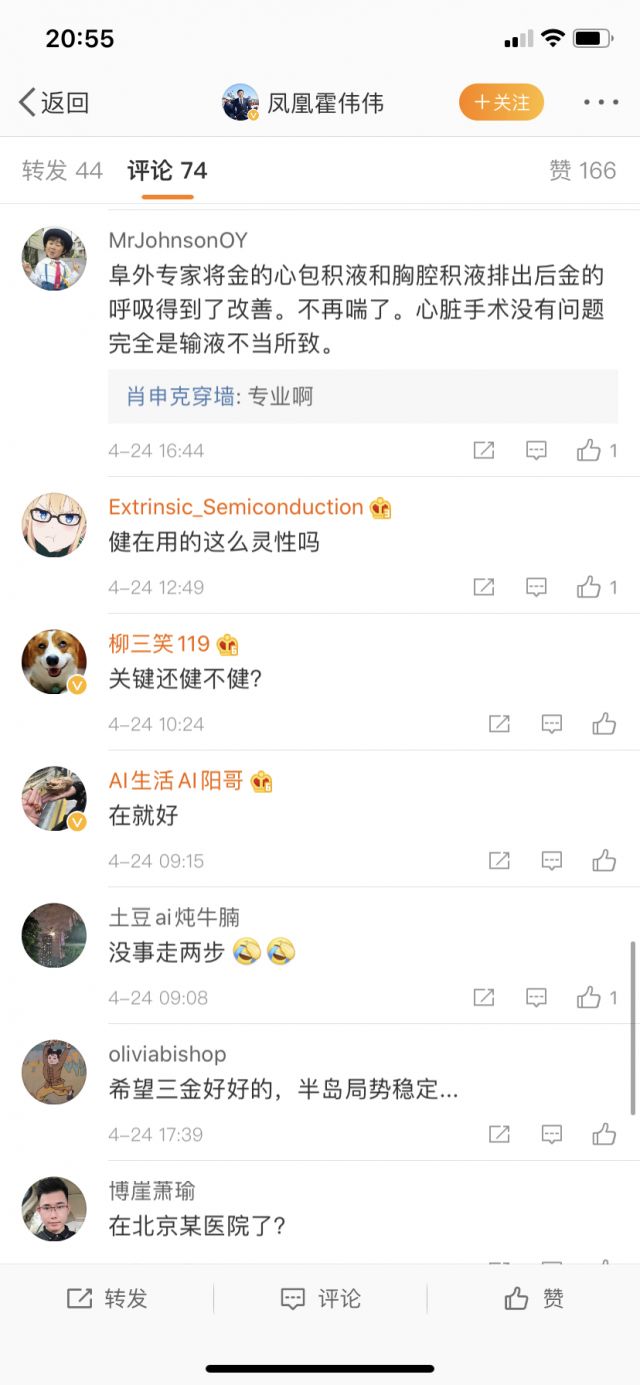 20:55
返回
凤凰霍伟伟
+关注
转发 44
评论 74
赞 166
MrJohnsonOY
阜外专家将金的心包积液和胸腔积液排出后金的
呼吸得到了改善。不再喘了。心脏手术没有问题
完全是输液不当所致。
肖申克穿墙: 专业啊
4-24 16:44
1
Extrinsic_Semiconduction
健在用的这么灵性吗
4-24 12:49
1
柳三笑119
关键还健不健?
4-24 10:24
AI生活AI阳哥
在就好
4-24 09:15
土豆ai炖牛腩
没事走两步 🤣🤣
4-24 09:08
1
oliviabishop
希望三金好好的，半岛局势稳定...
4-24 17:39
博崖萧瑜
在北京某医院了?
转发
评论
赞